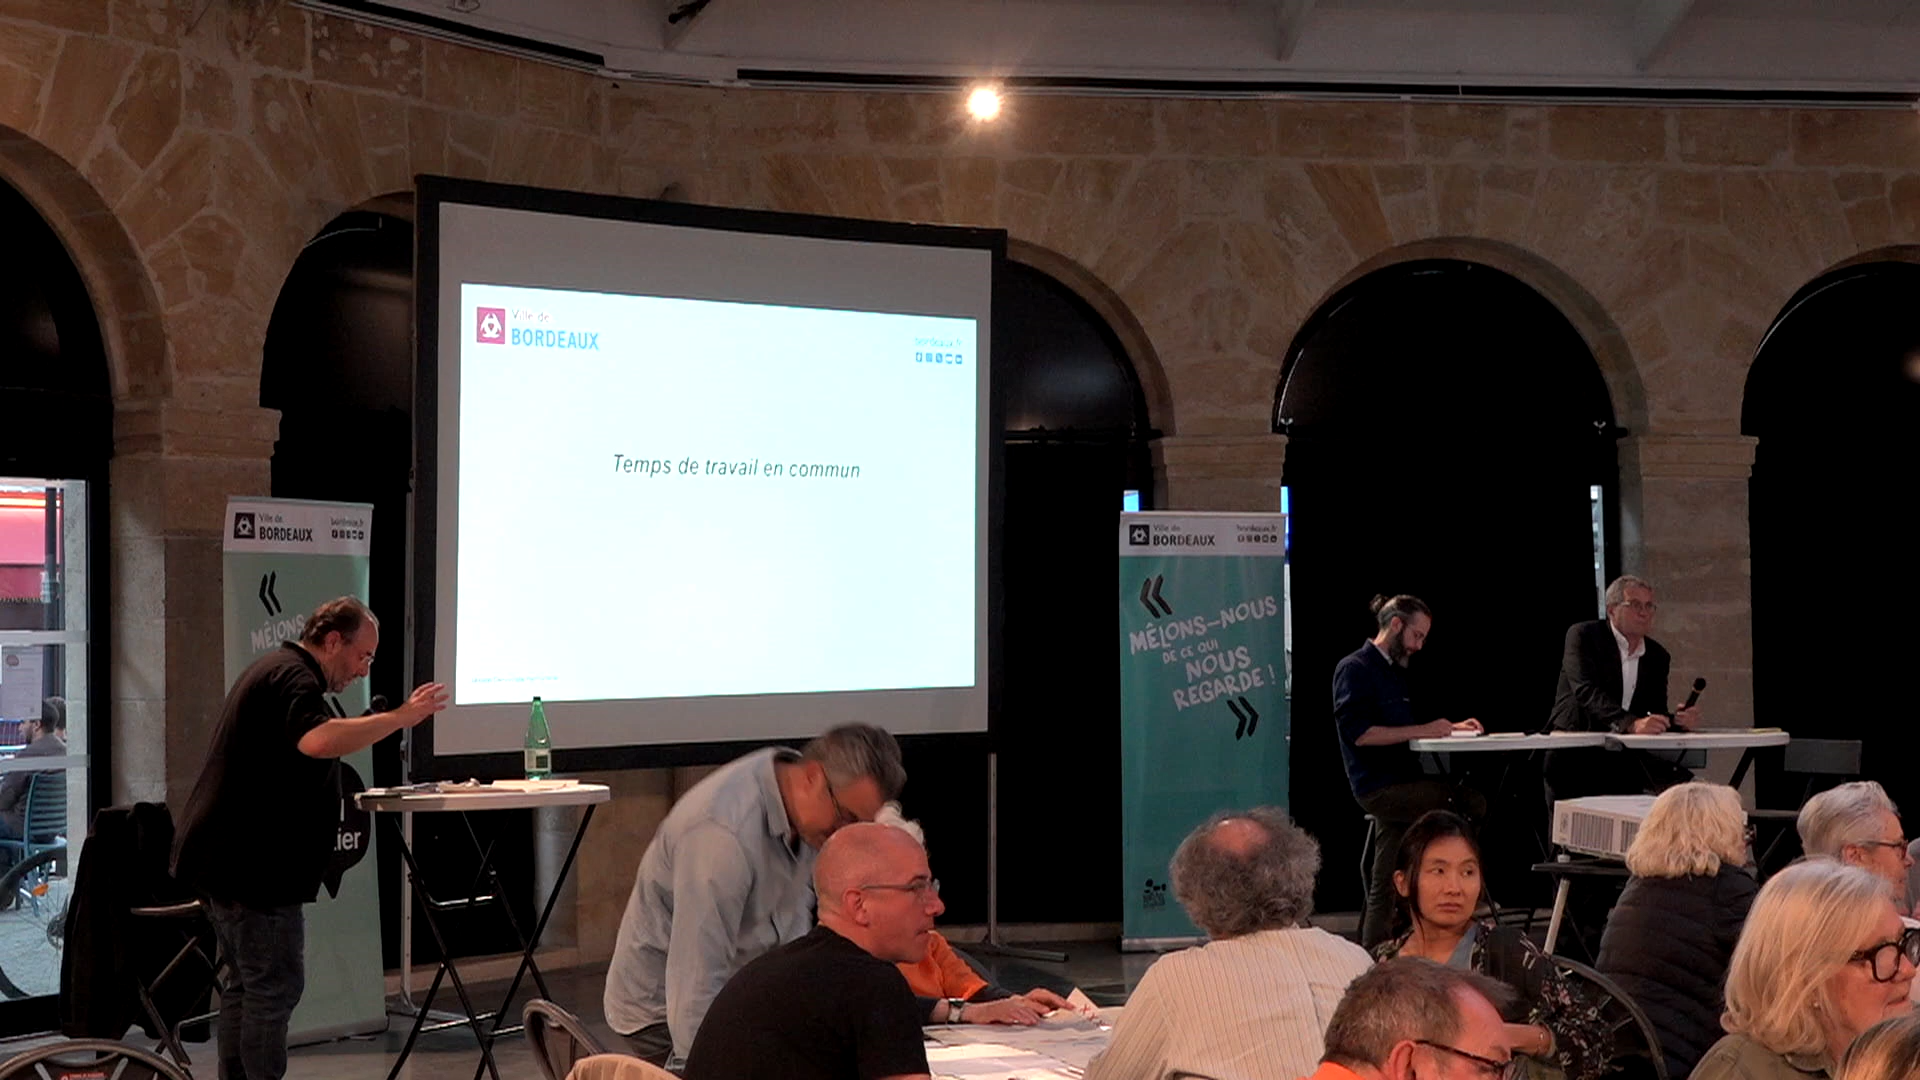 Ville de
BORDEAUX
bordeaux.fr
Temps de travail en commun
Ville de
BORDEAUX
bordeaux.fr
MÊLONS
ier
Ville de
BORDEAUX
bordeaux.fr
MÊLONS-NOUS
DE CE QUI
NOUS
REGARDE !